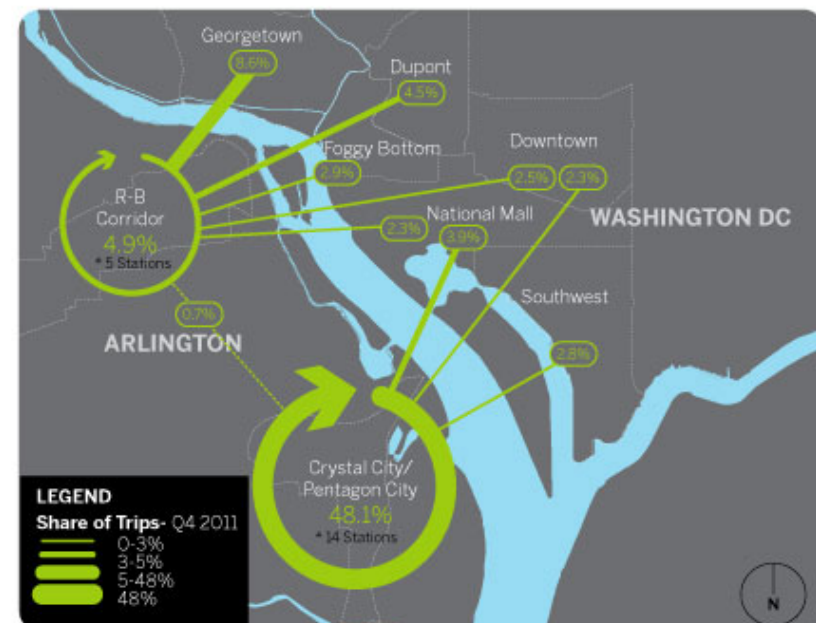 Georgetown
8.6%
Dupont
4.5%
Foggy Bottom
2.9%
Downtown
2.5% 2.3%
National Mall
2.3% 3.9%
WASHINGTON DC
R-B
Corridor
4.9%
* 5 Stations
Southwest
2.8%
0.7%
ARLINGTON
Crystal City/
Pentagon City
48.1%
* 14 Stations
LEGEND
Share of Trips- Q4 2011
0-3%
3-5%
5-48%
48%
N